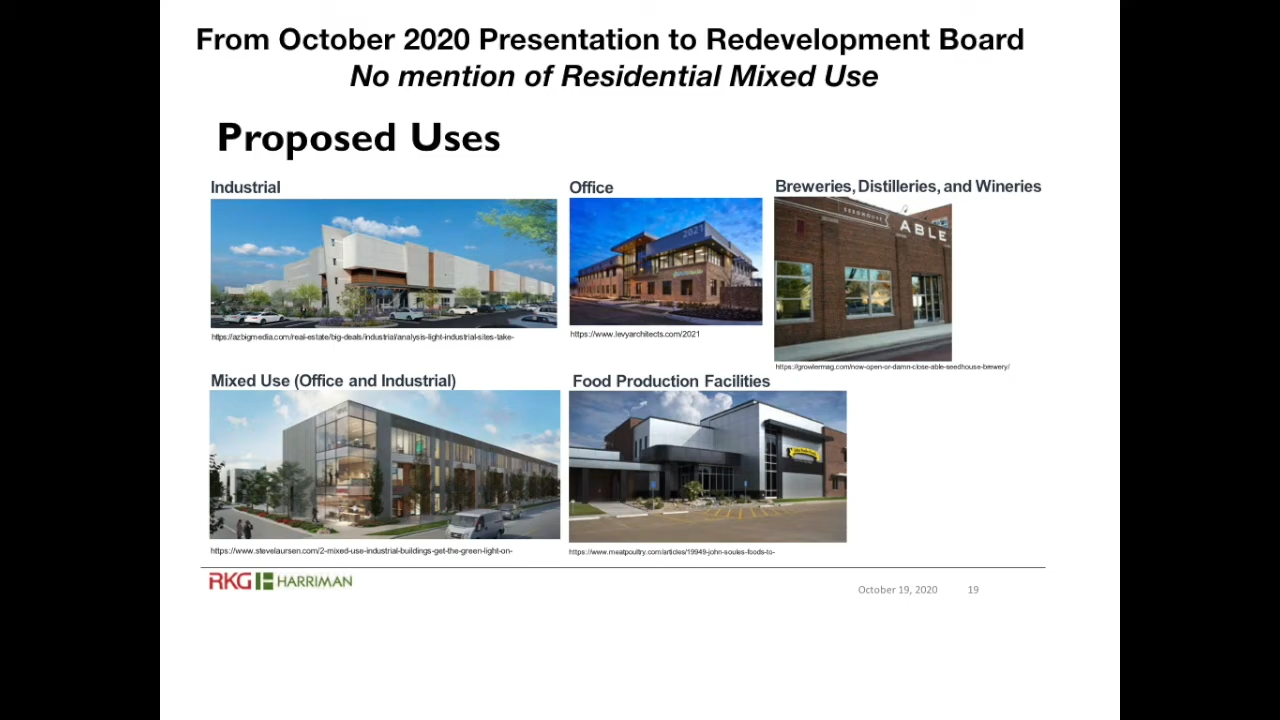 From October 2020 Presentation to Redevelopment Board
No mention of Residential Mixed Use
Proposed Uses
Industrial
Office
Breweries, Distilleries, and Wineries
2021
SEEDHOUSE
ABLE
https://azbigmedia.com/real-estate/big-deals/industrial/analysis-light-industrial-sites-take-
https://www.levyarchitects.com/2021
https://growlermag.com/now-open-or-damn-close-able-seedhouse-brewery/
Mixed Use (Office and Industrial)
Food Production Facilities
https://www.stevelaursen.com/2-mixed-use-industrial-buildings-get-the-green-light-on-
https://www.meatpoultry.com/articles/19949-john-soules-foods-to-
RKG HARRIMAN
October 19, 2020 19